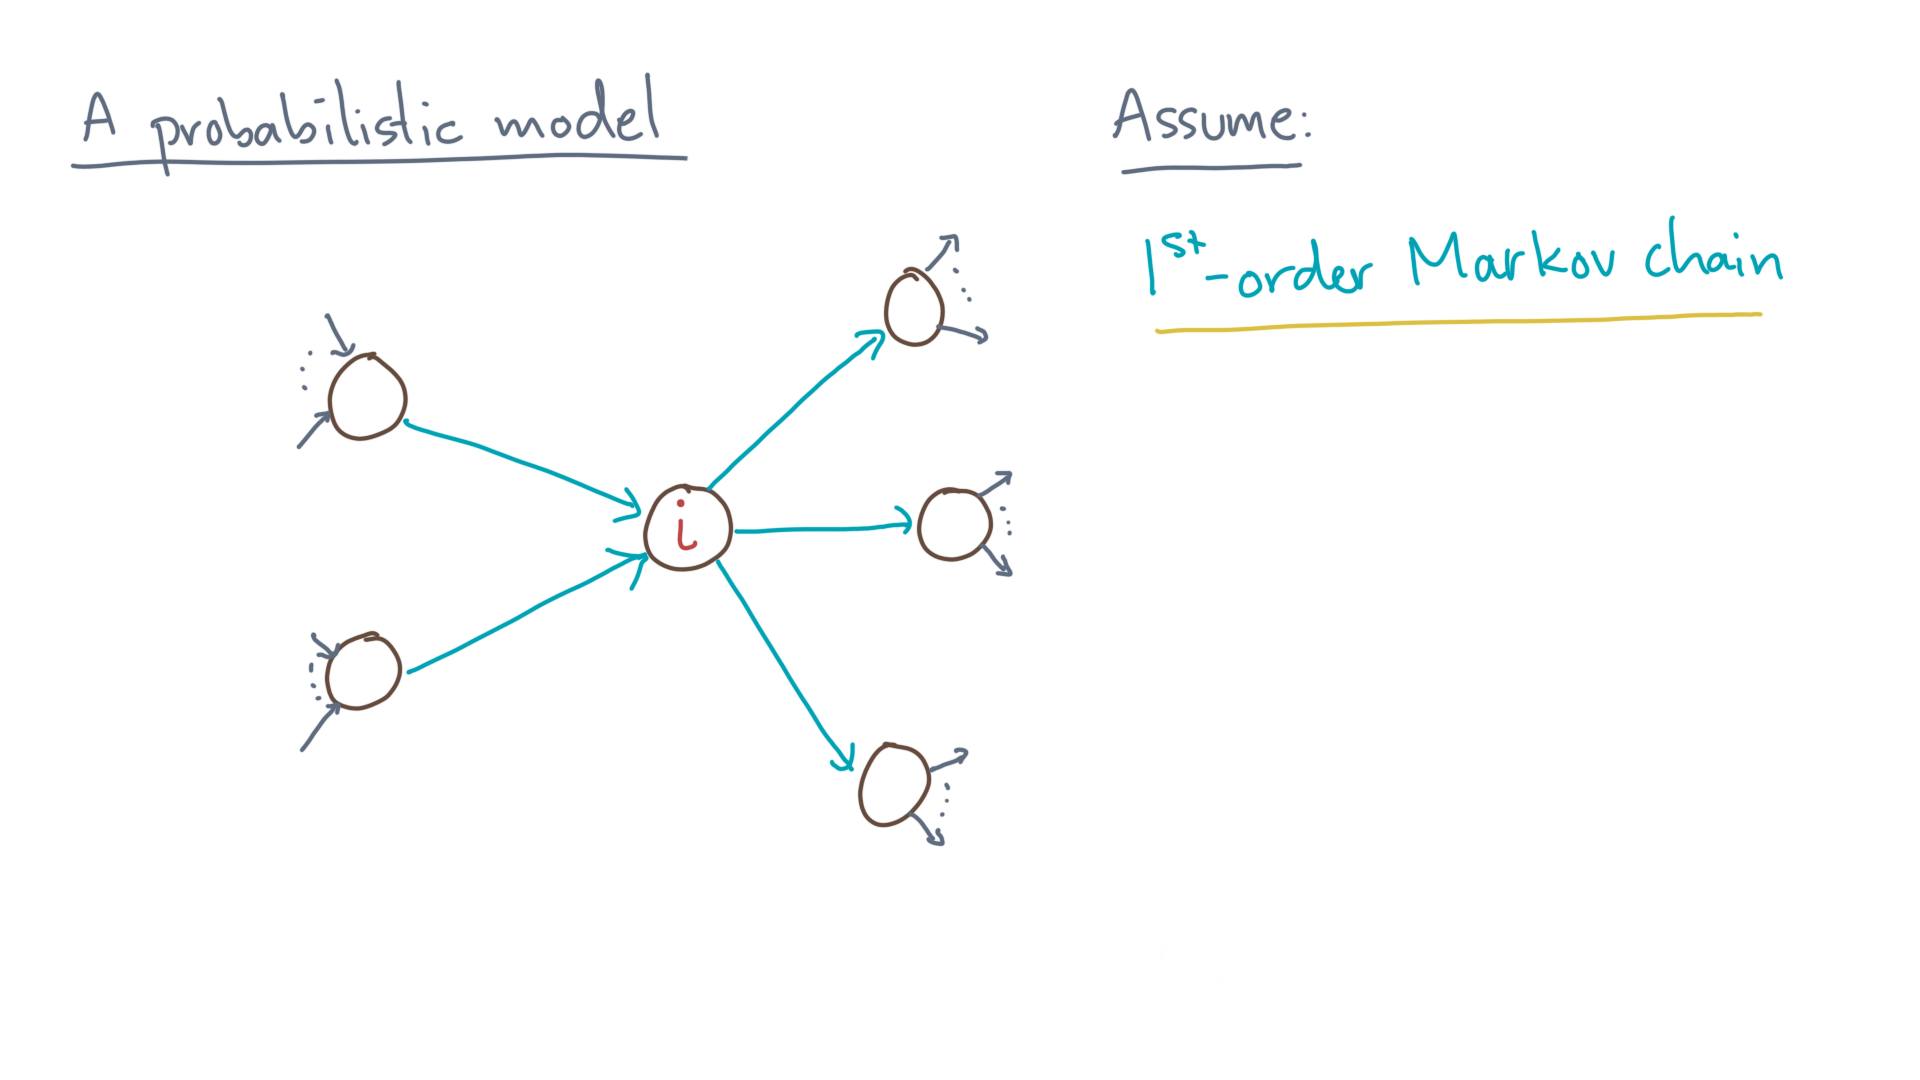 A probabilistic model
Assume:
1st-order Markov chain
i